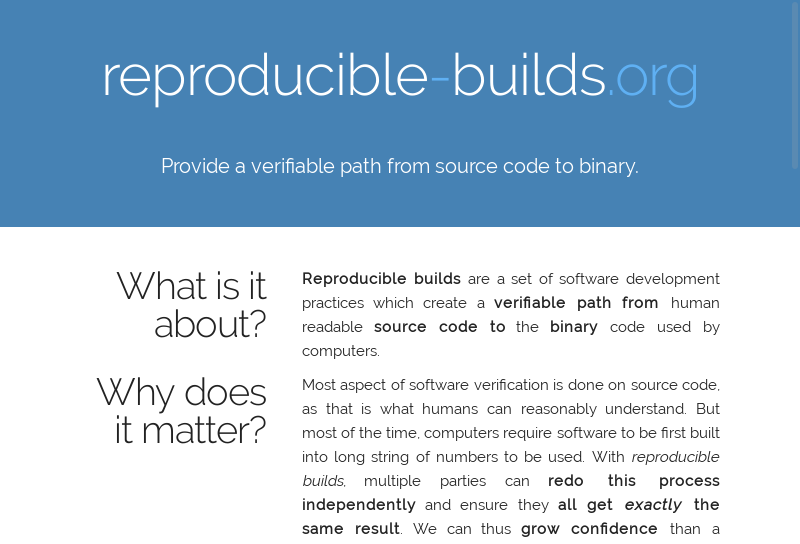 reproducible-builds.org
Provide a verifiable path from source code to binary.
What is it
about?
Reproducible builds are a set of software development
practices which create a verifiable path from human
readable source code to the binary code used by
computers.
Why does
it matter?
Most aspect of software verification is done on source code,
as that is what humans can reasonably understand. But
most of the time, computers require software to be first built
into long string of numbers to be used. With reproducible
builds, multiple parties can redo this process
independently and ensure they all get exactly the
same result. We can thus grow confidence than a